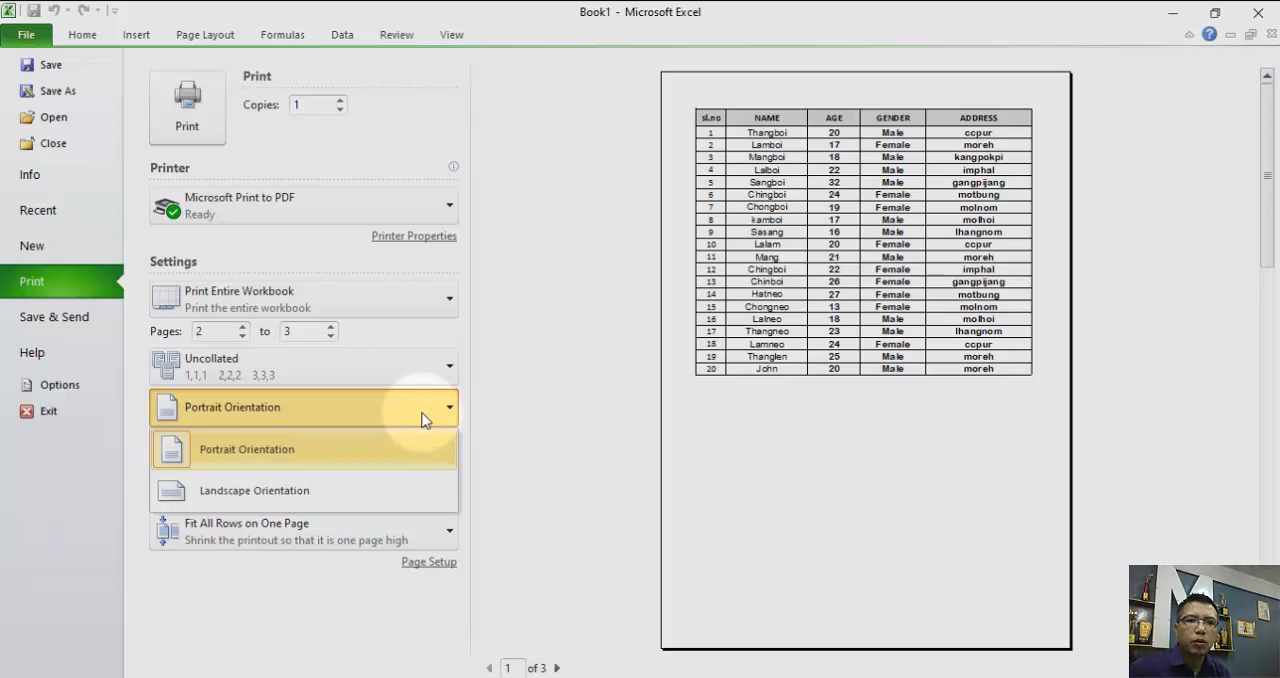 Book1 - Microsoft Excel
File Home Insert Page Layout Formulas Data Review View
Save
Save As
Open
Close
Info
Recent
New
Print
Save & Send
Help
Options
Exit
Print
Print
Copies: 1
Printer
Microsoft Print to PDF
Ready
Printer Properties
Settings
Print Entire Workbook
Print the entire workbook
Pages: 2 to 3
Uncollated
1,1,1 2,2,2 3,3,3
Portrait Orientation
Portrait Orientation
Landscape Orientation
Fit All Rows on One Page
Shrink the printout so that it is one page high
Page Setup
sl.no NAME AGE GENDER ADDRESS
1 Thangboi 20 Male ccpur
2 Lamboi 17 Female moreh
3 Mangboi 18 Male kangpokpi
4 Lalboi 22 Male imphal
5 Sangboi 32 Male gangpijang
6 Chingboi 24 Female motbung
7 Chongboi 19 Female molnom
8 kamboi 17 Male molhoi
9 Sasang 16 Male lhangnom
10 Lalam 20 Female ccpur
11 Mang 21 Male moreh
12 Chingboi 22 Female imphal
13 Chinboi 26 Female gangpijang
14 Hatneo 27 Female motbung
15 Chongneo 13 Female molnom
16 Lalneo 18 Male molhoi
17 Thangneo 23 Male lhangnom
18 Lamneo 24 Female ccpur
19 Thanglen 25 Male moreh
20 John 20 Male moreh
1 of 3